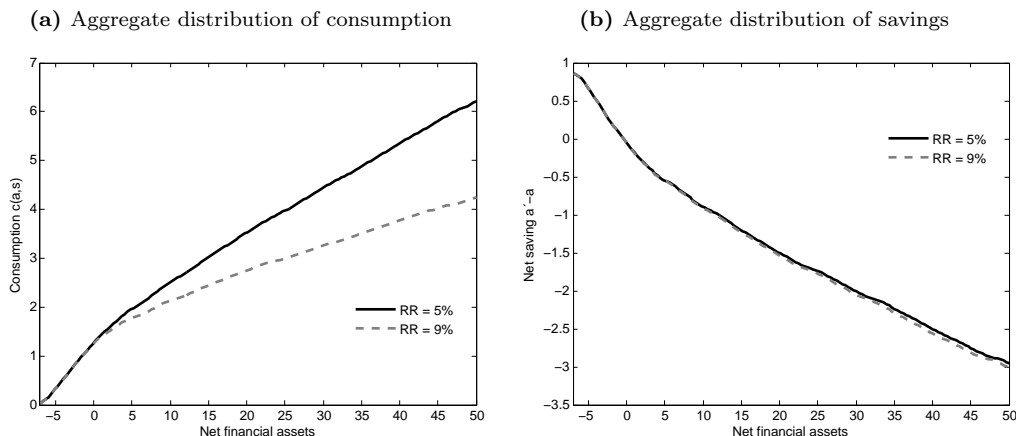 (a) Aggregate distribution of consumption
7
6
5
4
3
2
1
0
Consumption c(a,s)
RR = 5%
RR = 9%
−5 0 5 10 15 20 25 30 35 40 45 50
Net financial assets
(b) Aggregate distribution of savings
1
0.5
0
−0.5
−1
−1.5
−2
−2.5
−3
−3.5
Net saving a´−a
RR = 5%
RR = 9%
−5 0 5 10 15 20 25 30 35 40 45 50
Net financial assets